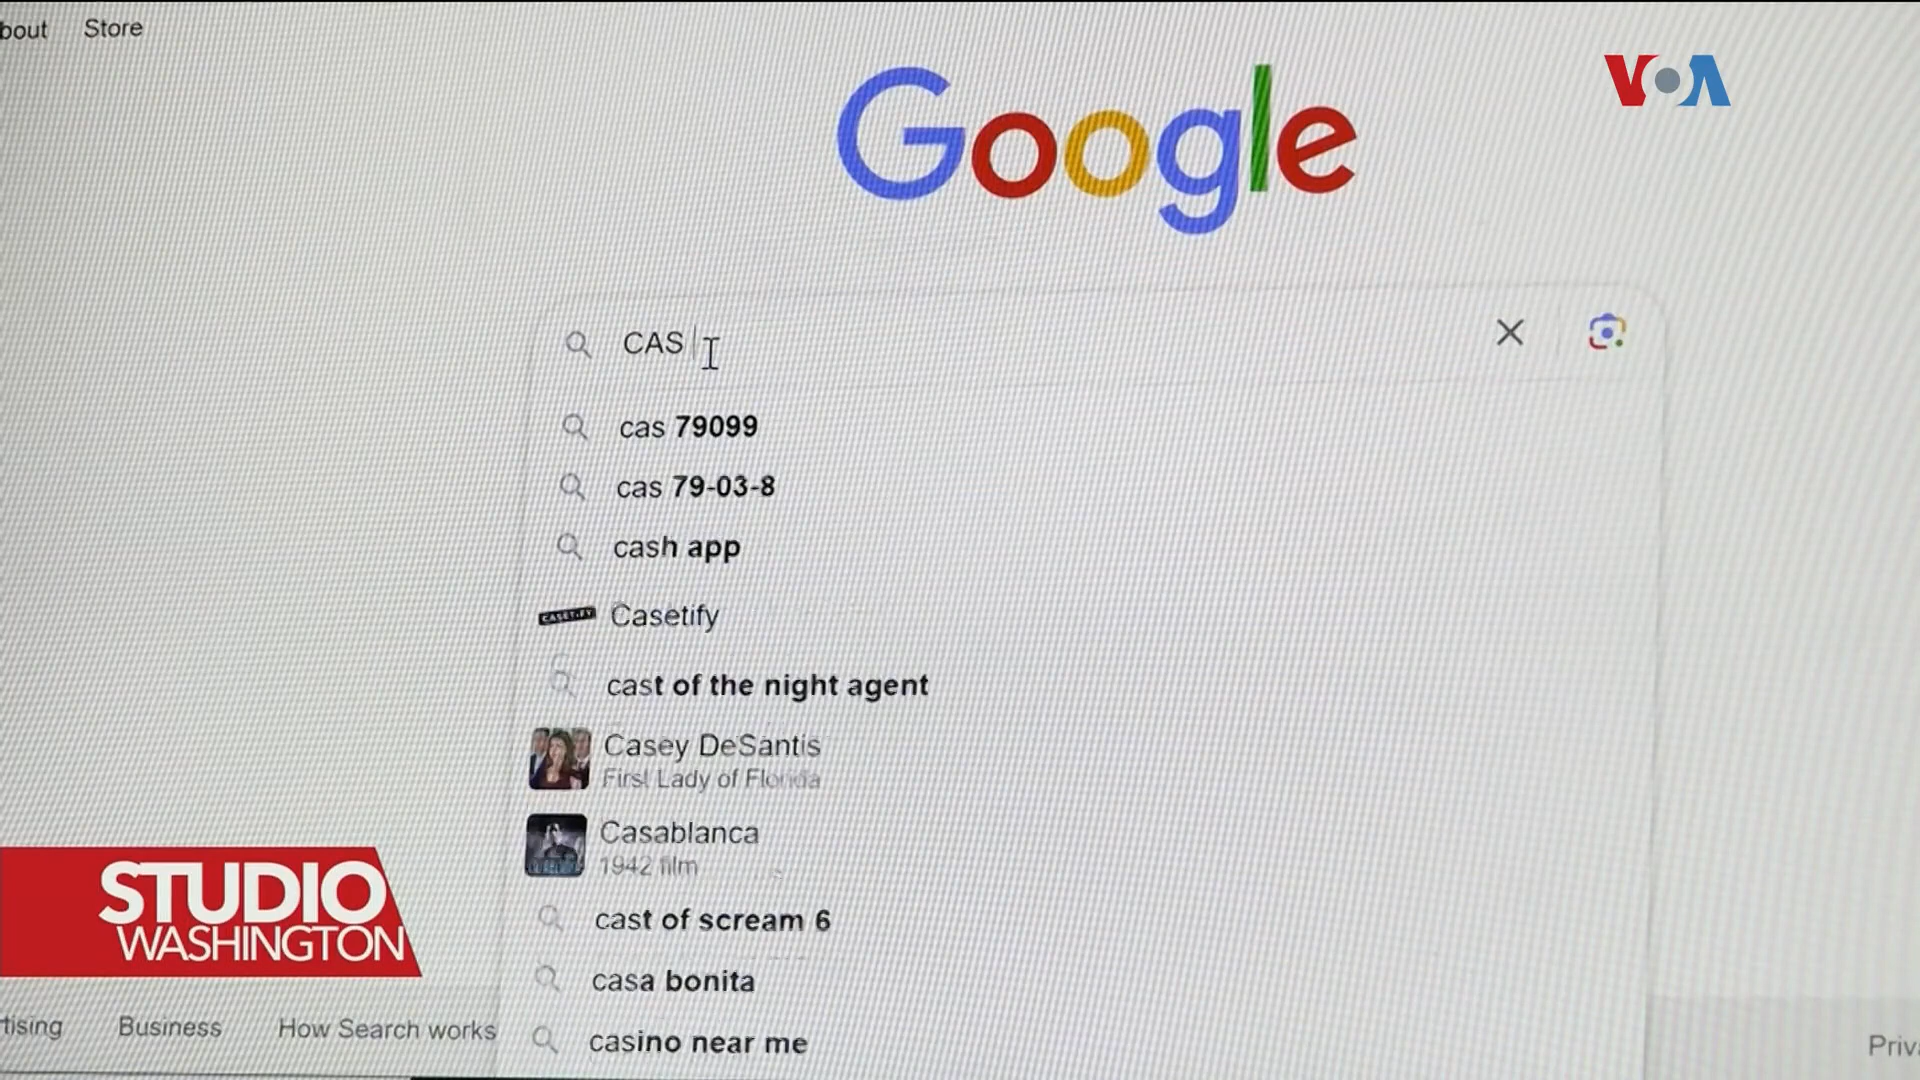 bout Store
VOA
Google
CAS
cas 79099
cas 79-03-8
cash app
CASETiFY Casetify
cast of the night agent
Casey DeSantis
First Lady of Florida
Casablanca
1942 film
cast of scream 6
casa bonita
casino near me
STUDIO
WASHINGTON
tising Business How Search works
Priv